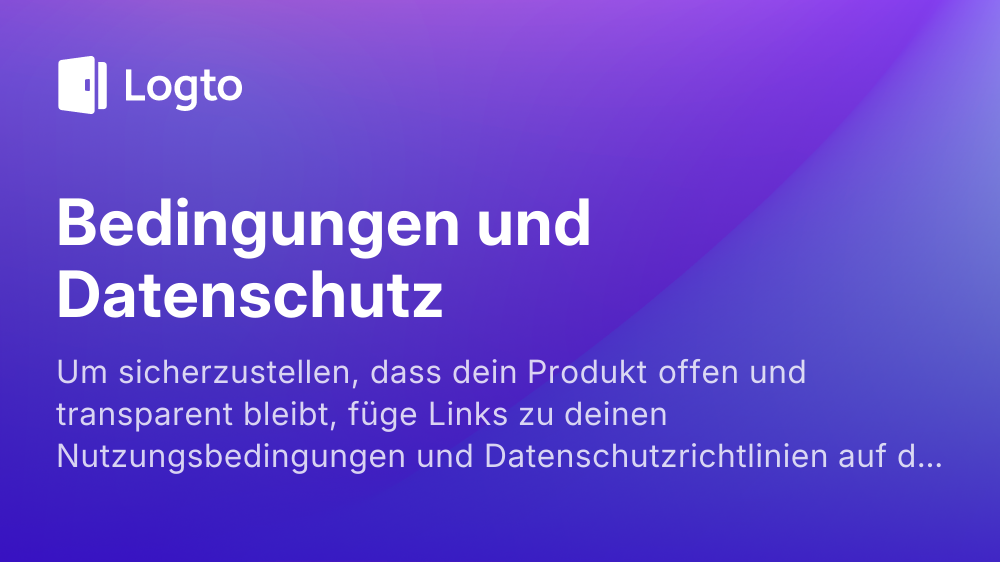 Logto
Bedingungen und
Datenschutz
Um sicherzustellen, dass dein Produkt offen und
transparent bleibt, füge Links zu deinen
Nutzungsbedingungen und Datenschutzrichtlinien auf d...